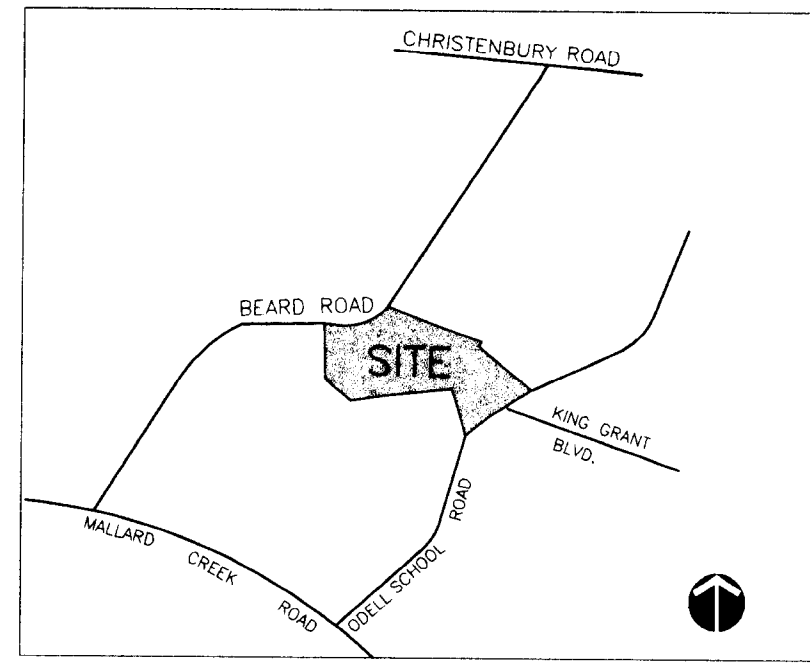 CHRISTENBURY ROAD
BEARD ROAD
SITE
KING GRANT
BLVD.
MALLARD CREEK ROAD
ODELL SCHOOL ROAD